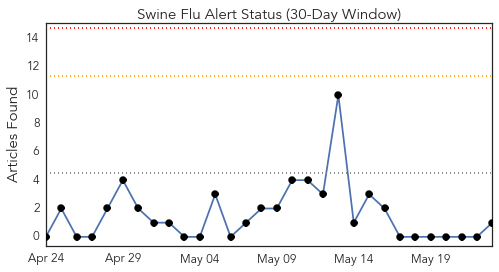 Swine Flu Alert Status (30-Day Window)
Articles Found
14
12
10
8
6
4
2
0
Apr 24
Apr 29
May 04
May 09
May 14
May 19